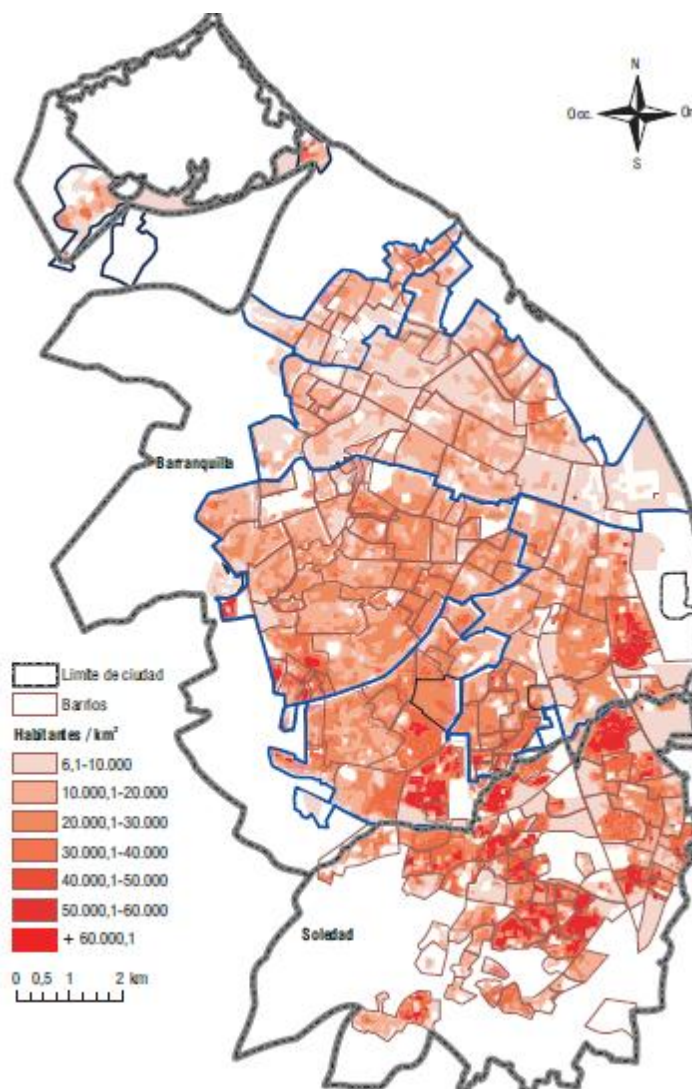 N
Occ.
Or
S
Barranquilla
Límite de ciudad
Barrios
Habitantes / km²
6,1-10.000
10.000,1-20.000
20.000,1-30.000
30.000,1-40.000
40.000,1-50.000
50.000,1-60.000
+ 60.000,1
Soledad
0 0,5 1 2 km